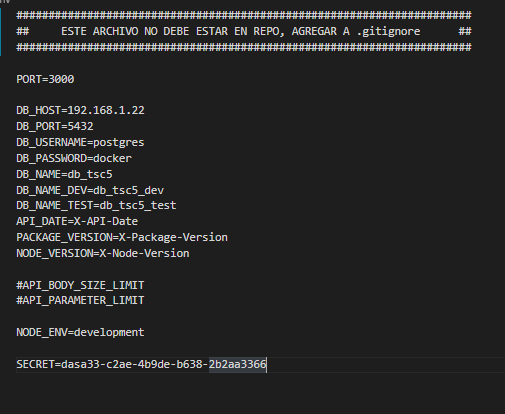 #######################################################################
##     ESTE ARCHIVO NO DEBE ESTAR EN REPO, AGREGAR A .gitignore      ##
#######################################################################
PORT=3000
DB_HOST=192.168.1.22
DB_PORT=5432
DB_USERNAME=postgres
DB_PASSWORD=docker
DB_NAME=db_tsc5
DB_NAME_DEV=db_tsc5_dev
DB_NAME_TEST=db_tsc5_test
API_DATE=X-API-Date
PACKAGE_VERSION=X-Package-Version
NODE_VERSION=X-Node-Version
#API_BODY_SIZE_LIMIT
#API_PARAMETER_LIMIT
NODE_ENV=development
SECRET=dasa33-c2ae-4b9de-b638-2b2aa3366